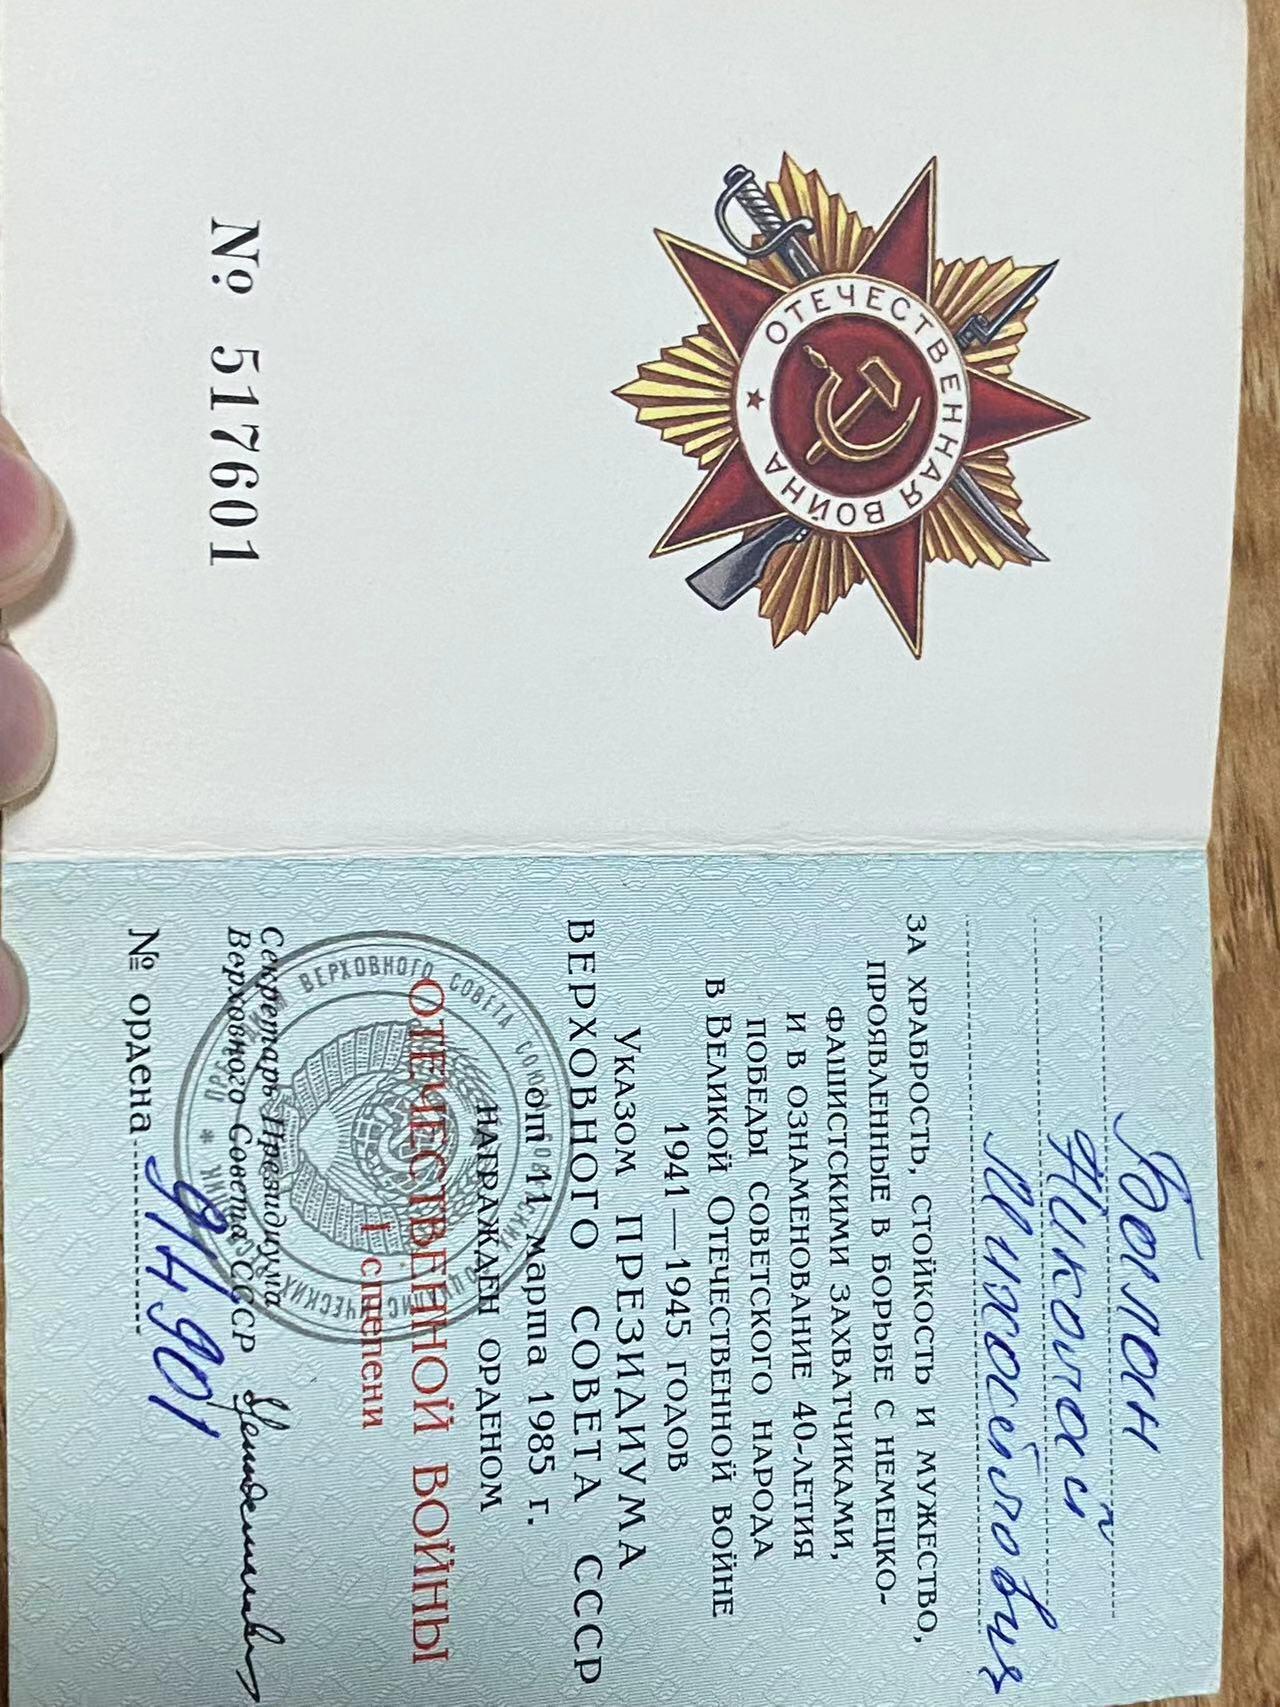 ОТЕЧЕСТВЕННАЯ ВОЙНА
№ 517601
Николай
ЗА ХРАБРОСТЬ, СТОЙКОСТЬ И МУЖЕСТВО,
ПРОЯВЛЕННЫЕ В БОРЬБЕ С НЕМЕЦКО-
ФАШИСТСКИМИ ЗАХВАТЧИКАМИ,
И В ОЗНАМЕНОВАНИЕ 40-ЛЕТИЯ
ПОБЕДЫ СОВЕТСКОГО НАРОДА
В ВЕЛИКОЙ ОТЕЧЕСТВЕННОЙ ВОЙНЕ
1941—1945 ГОДОВ
УКАЗОМ ПРЕЗИДИУМА
ВЕРХОВНОГО СОВЕТА СССР
от 11 марта 1985 г.
НАГРАЖДЕН ОРДЕНОМ
ОТЕЧЕСТВЕННОЙ ВОЙНЫ
I степени
Секретарь Президиума
Верховного Совета СССР
№ ордена 914901